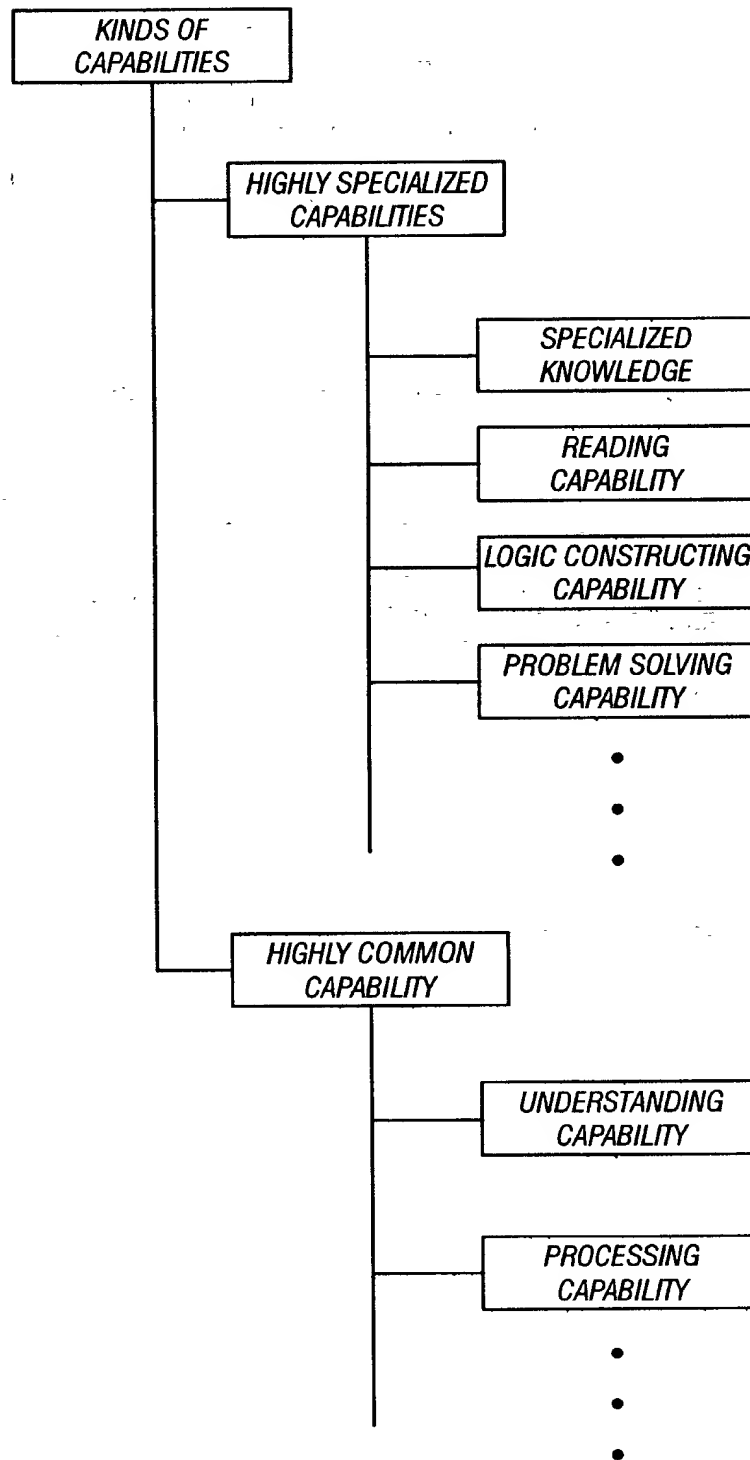 KINDS OF
CAPABILITIES
HIGHLY SPECIALIZED
CAPABILITIES
SPECIALIZED
KNOWLEDGE
READING
CAPABILITY
LOGIC CONSTRUCTING
CAPABILITY
PROBLEM SOLVING
CAPABILITY
HIGHLY COMMON
CAPABILITY
UNDERSTANDING
CAPABILITY
PROCESSING
CAPABILITY